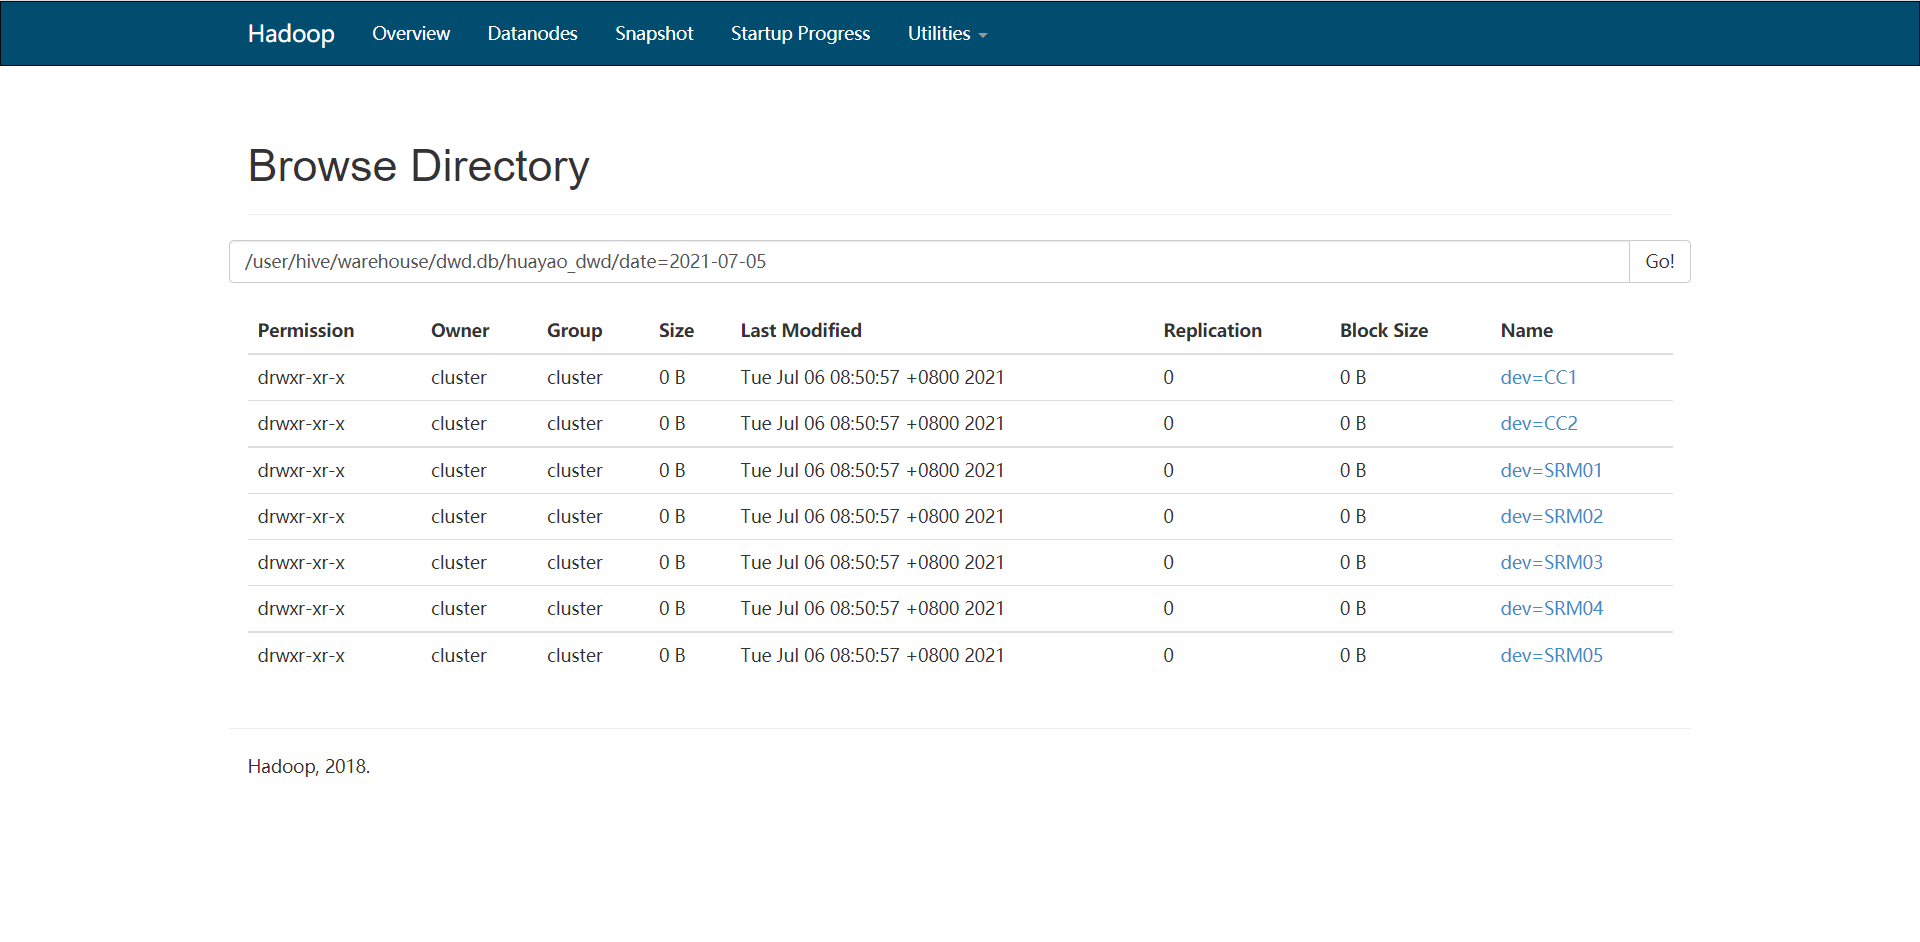 Hadoop Overview Datanodes Snapshot Startup Progress Utilities
Browse Directory
/user/hive/warehouse/dwd.db/huayao_dwd/date=2021-07-05 Go!
Permission Owner Group Size Last Modified Replication Block Size Name
drwxr-xr-x cluster cluster 0 B Tue Jul 06 08:50:57 +0800 2021 0 0 B dev=CC1
drwxr-xr-x cluster cluster 0 B Tue Jul 06 08:50:57 +0800 2021 0 0 B dev=CC2
drwxr-xr-x cluster cluster 0 B Tue Jul 06 08:50:57 +0800 2021 0 0 B dev=SRM01
drwxr-xr-x cluster cluster 0 B Tue Jul 06 08:50:57 +0800 2021 0 0 B dev=SRM02
drwxr-xr-x cluster cluster 0 B Tue Jul 06 08:50:57 +0800 2021 0 0 B dev=SRM03
drwxr-xr-x cluster cluster 0 B Tue Jul 06 08:50:57 +0800 2021 0 0 B dev=SRM04
drwxr-xr-x cluster cluster 0 B Tue Jul 06 08:50:57 +0800 2021 0 0 B dev=SRM05
Hadoop, 2018.